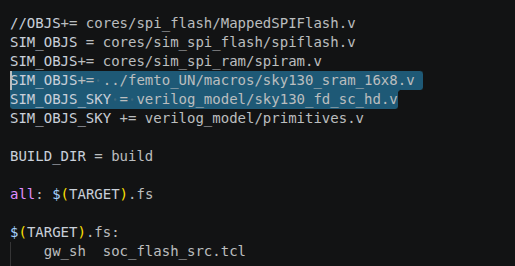 //OBJS+= cores/spi_flash/MappedSPIFlash.v
SIM_OBJS = cores/sim_spi_flash/spiflash.v
SIM_OBJS+= cores/sim_spi_ram/spiram.v
SIM_OBJS+= ../femto_UN/macros/sky130_sram_16x8.v
SIM_OBJS_SKY = verilog_model/sky130_fd_sc_hd.v
SIM_OBJS_SKY += verilog_model/primitives.v
BUILD_DIR = build
all: $(TARGET).fs
$(TARGET).fs:
gw_sh  soc_flash_src.tcl